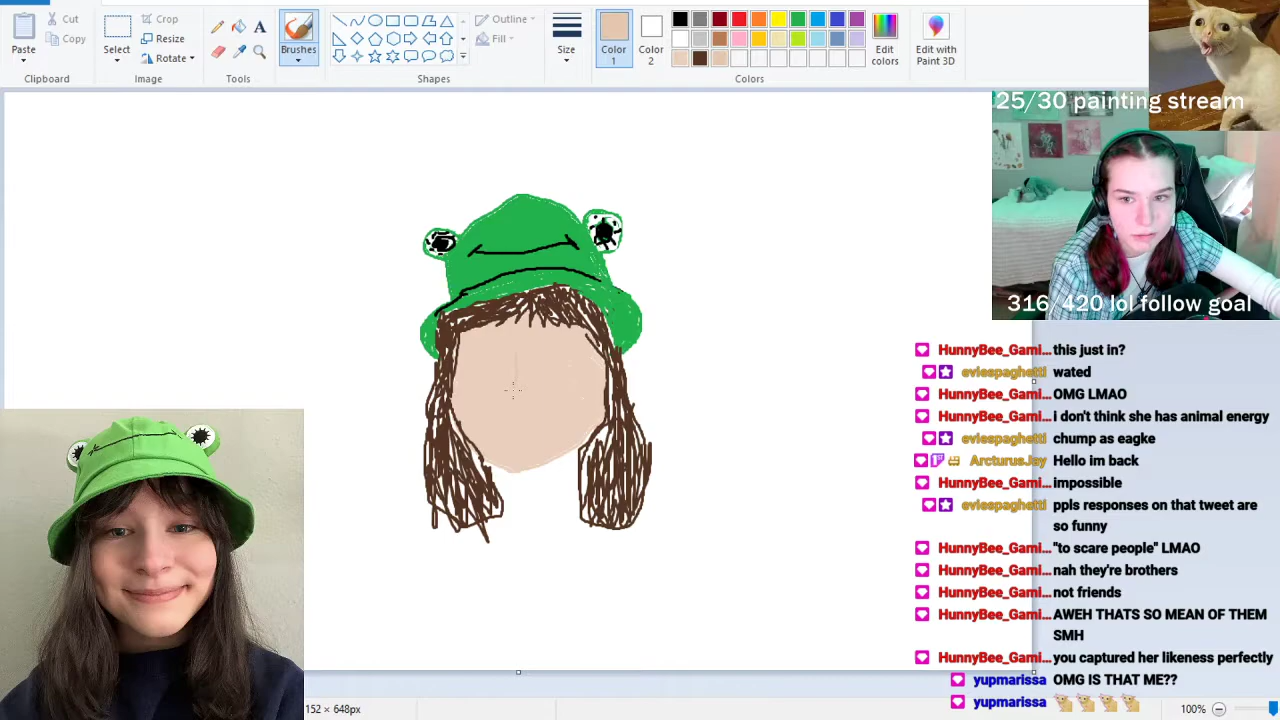 Paste
Cut
Copy
Clipboard
Select
Crop
Resize
Rotate
Image
Tools
Brushes
Outline
Fill
Shapes
Size
Color
1
Color
2
Edit
colors
Colors
Edit with
Paint 3D
25/30 painting stream
316/420 lol follow goal
HunnyBee_Gami... this just in?
eviespaghetti wated
HunnyBee_Gami... OMG LMAO
HunnyBee_Gami... i don't think she has animal energy
eviespaghetti chump as eagke
ArcturusJay Hello im back
HunnyBee_Gami... impossible
eviespaghetti ppls responses on that tweet are
so funny
HunnyBee_Gami... "to scare people" LMAO
HunnyBee_Gami... nah they're brothers
HunnyBee_Gami... not friends
HunnyBee_Gami... AWEH THATS SO MEAN OF THEM
SMH
HunnyBee_Gami... you captured her likeness perfectly
yupmarissa OMG IS THAT ME??
yupmarissa
152 × 648px
100%